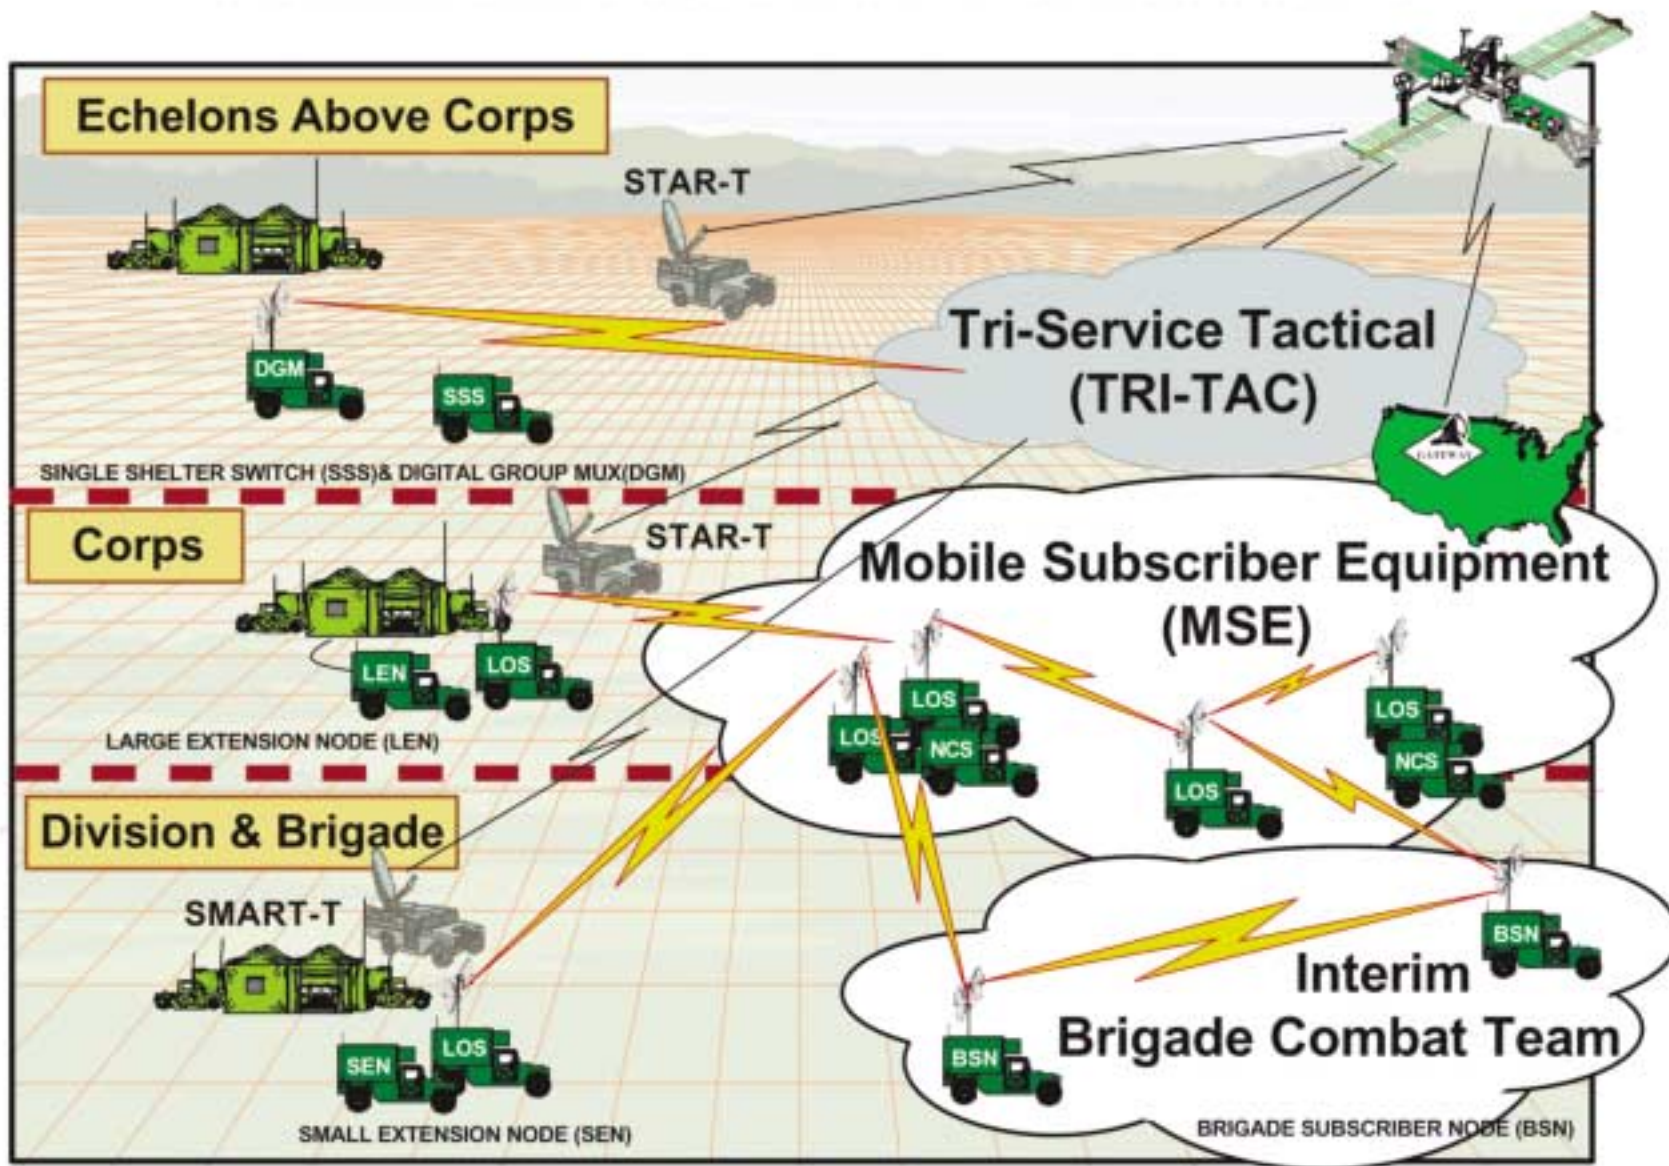 Echelons Above Corps
STAR-T
Tri-Service Tactical
(TRI-TAC)
DGM
SSS
GATEWAY
SINGLE SHELTER SWITCH (SSS)& DIGITAL GROUP MUX(DGM)
Corps
STAR-T
Mobile Subscriber Equipment
(MSE)
LEN
LOS
LOS
LOS
NCS
LOS
LOS
NCS
LARGE EXTENSION NODE (LEN)
Division & Brigade
SMART-T
SEN
LOS
SMALL EXTENSION NODE (SEN)
BSN
Interim
Brigade Combat Team
BSN
BRIGADE SUBSCRIBER NODE (BSN)